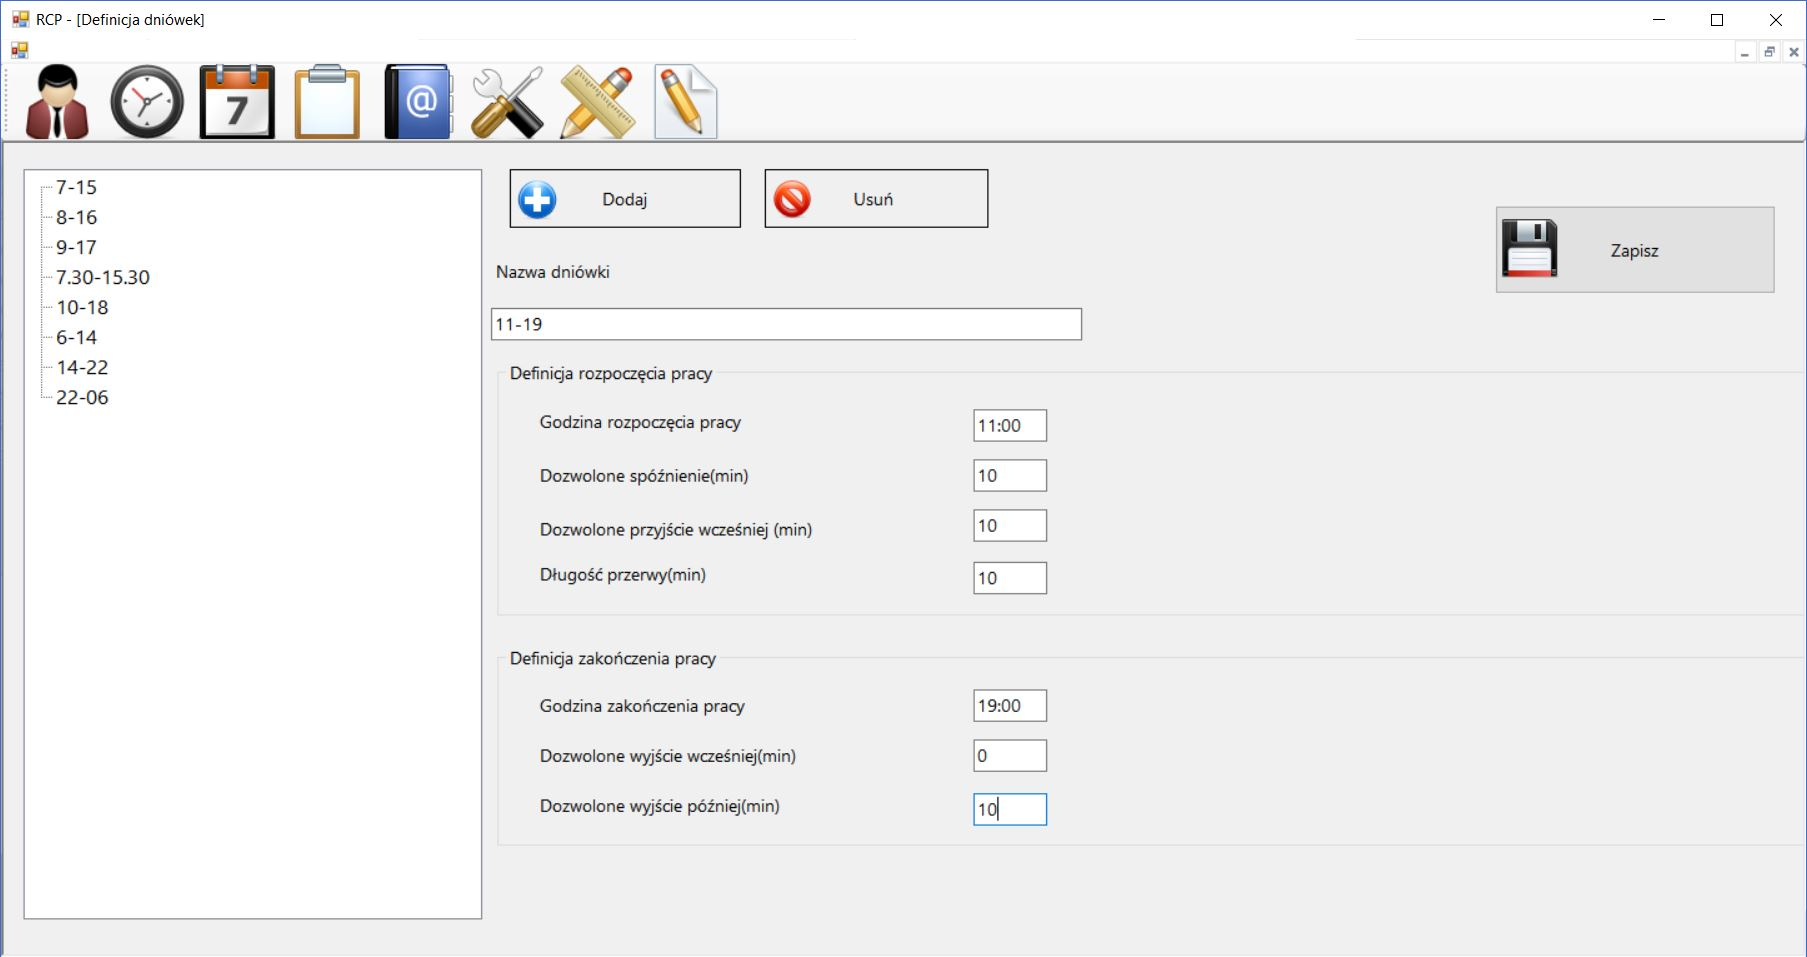 RCP - [Definicja dniówek]
7
@
7-15
8-16
9-17
7.30-15.30
10-18
6-14
14-22
22-06
Dodaj
Usuń
Zapisz
Nazwa dniówki
11-19
Definicja rozpoczęcia pracy
Godzina rozpoczęcia pracy 11:00
Dozwolone spóźnienie(min) 10
Dozwolone przyjście wcześniej (min) 10
Długość przerwy(min) 10
Definicja zakończenia pracy
Godzina zakończenia pracy 19:00
Dozwolone wyjście wcześniej(min) 0
Dozwolone wyjście później(min) 10